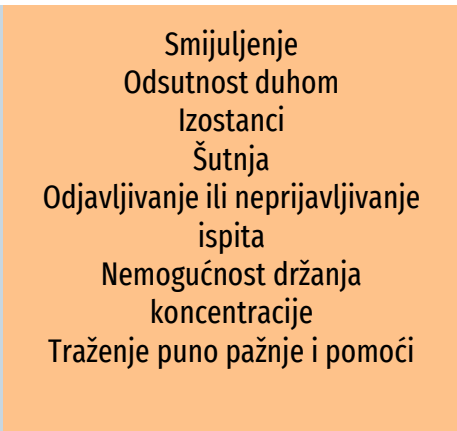 Smijuljenje
Odsutnost duhom
Izostanci
Šutnja
Odjavljivanje ili neprijavljivanje
ispita
Nemogućnost držanja
koncentracije
Traženje puno pažnje i pomoći